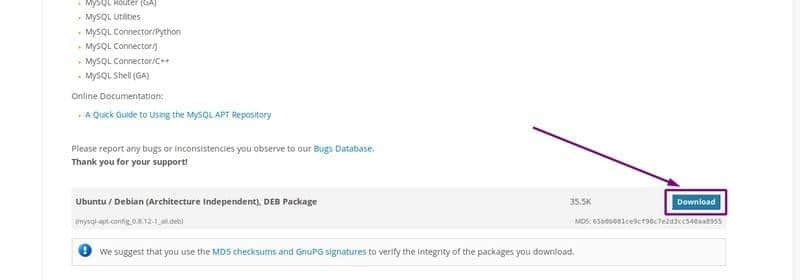 MySQL Router (GA)
MySQL Utilities
MySQL Connector/Python
MySQL Connector/J
MySQL Connector/C++
MySQL Shell (GA)
Online Documentation:
A Quick Guide to Using the MySQL APT Repository
Please report any bugs or inconsistencies you observe to our Bugs Database.
Thank you for your support!
Ubuntu / Debian (Architecture Independent), DEB Package 35.5K Download
(mysql-apt-config_0.8.12-1_all.deb) MD5:
We suggest that you use the MD5 checksums and GnuPG signatures to verify the integrity of the packages you download.